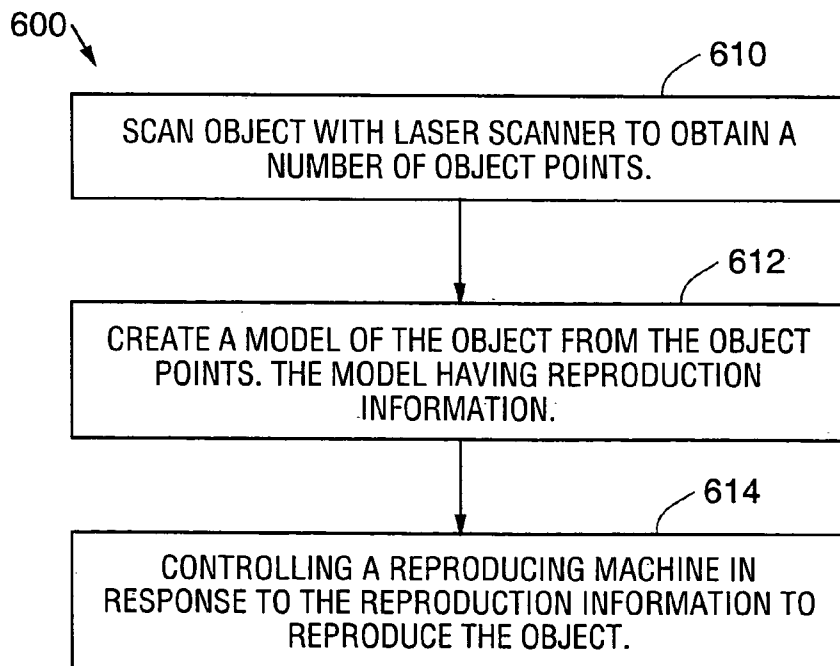 600
610
SCAN OBJECT WITH LASER SCANNER TO OBTAIN A
NUMBER OF OBJECT POINTS.
612
CREATE A MODEL OF THE OBJECT FROM THE OBJECT
POINTS. THE MODEL HAVING REPRODUCTION
INFORMATION.
614
CONTROLLING A REPRODUCING MACHINE IN
RESPONSE TO THE REPRODUCTION INFORMATION TO
REPRODUCE THE OBJECT.